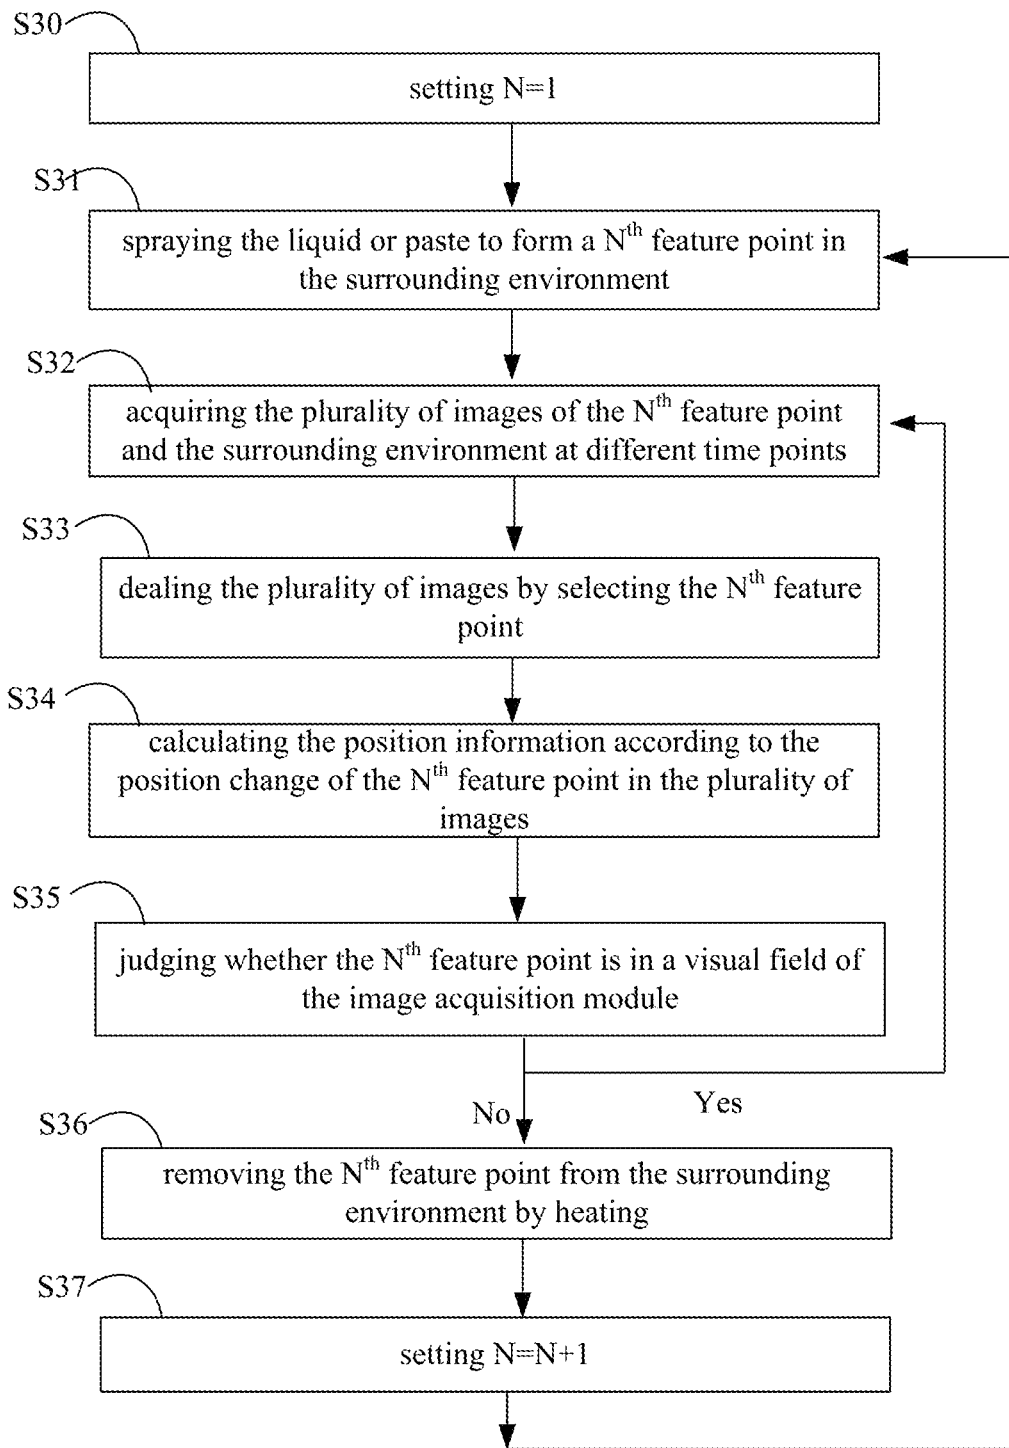 S30
setting N=1
S31
spraying the liquid or paste to form a Nth feature point in
the surrounding environment
S32
acquiring the plurality of images of the Nth feature point
and the surrounding environment at different time points
S33
dealing the plurality of images by selecting the Nth feature
point
S34
calculating the position information according to the
position change of the Nth feature point in the plurality of
images
S35
judging whether the Nth feature point is in a visual field of
the image acquisition module
No
Yes
S36
removing the Nth feature point from the surrounding
environment by heating
S37
setting N=N+1